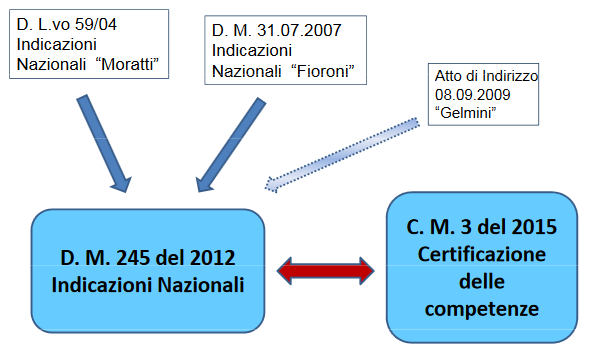 D. L.vo 59/04
Indicazioni
Nazionali “Moratti”
D. M. 31.07.2007
Indicazioni
Nazionali “Fioroni”
Atto di Indirizzo
08.09.2009
“Gelmini”
D. M. 245 del 2012
Indicazioni Nazionali
C. M. 3 del 2015
Certificazione
delle
competenze